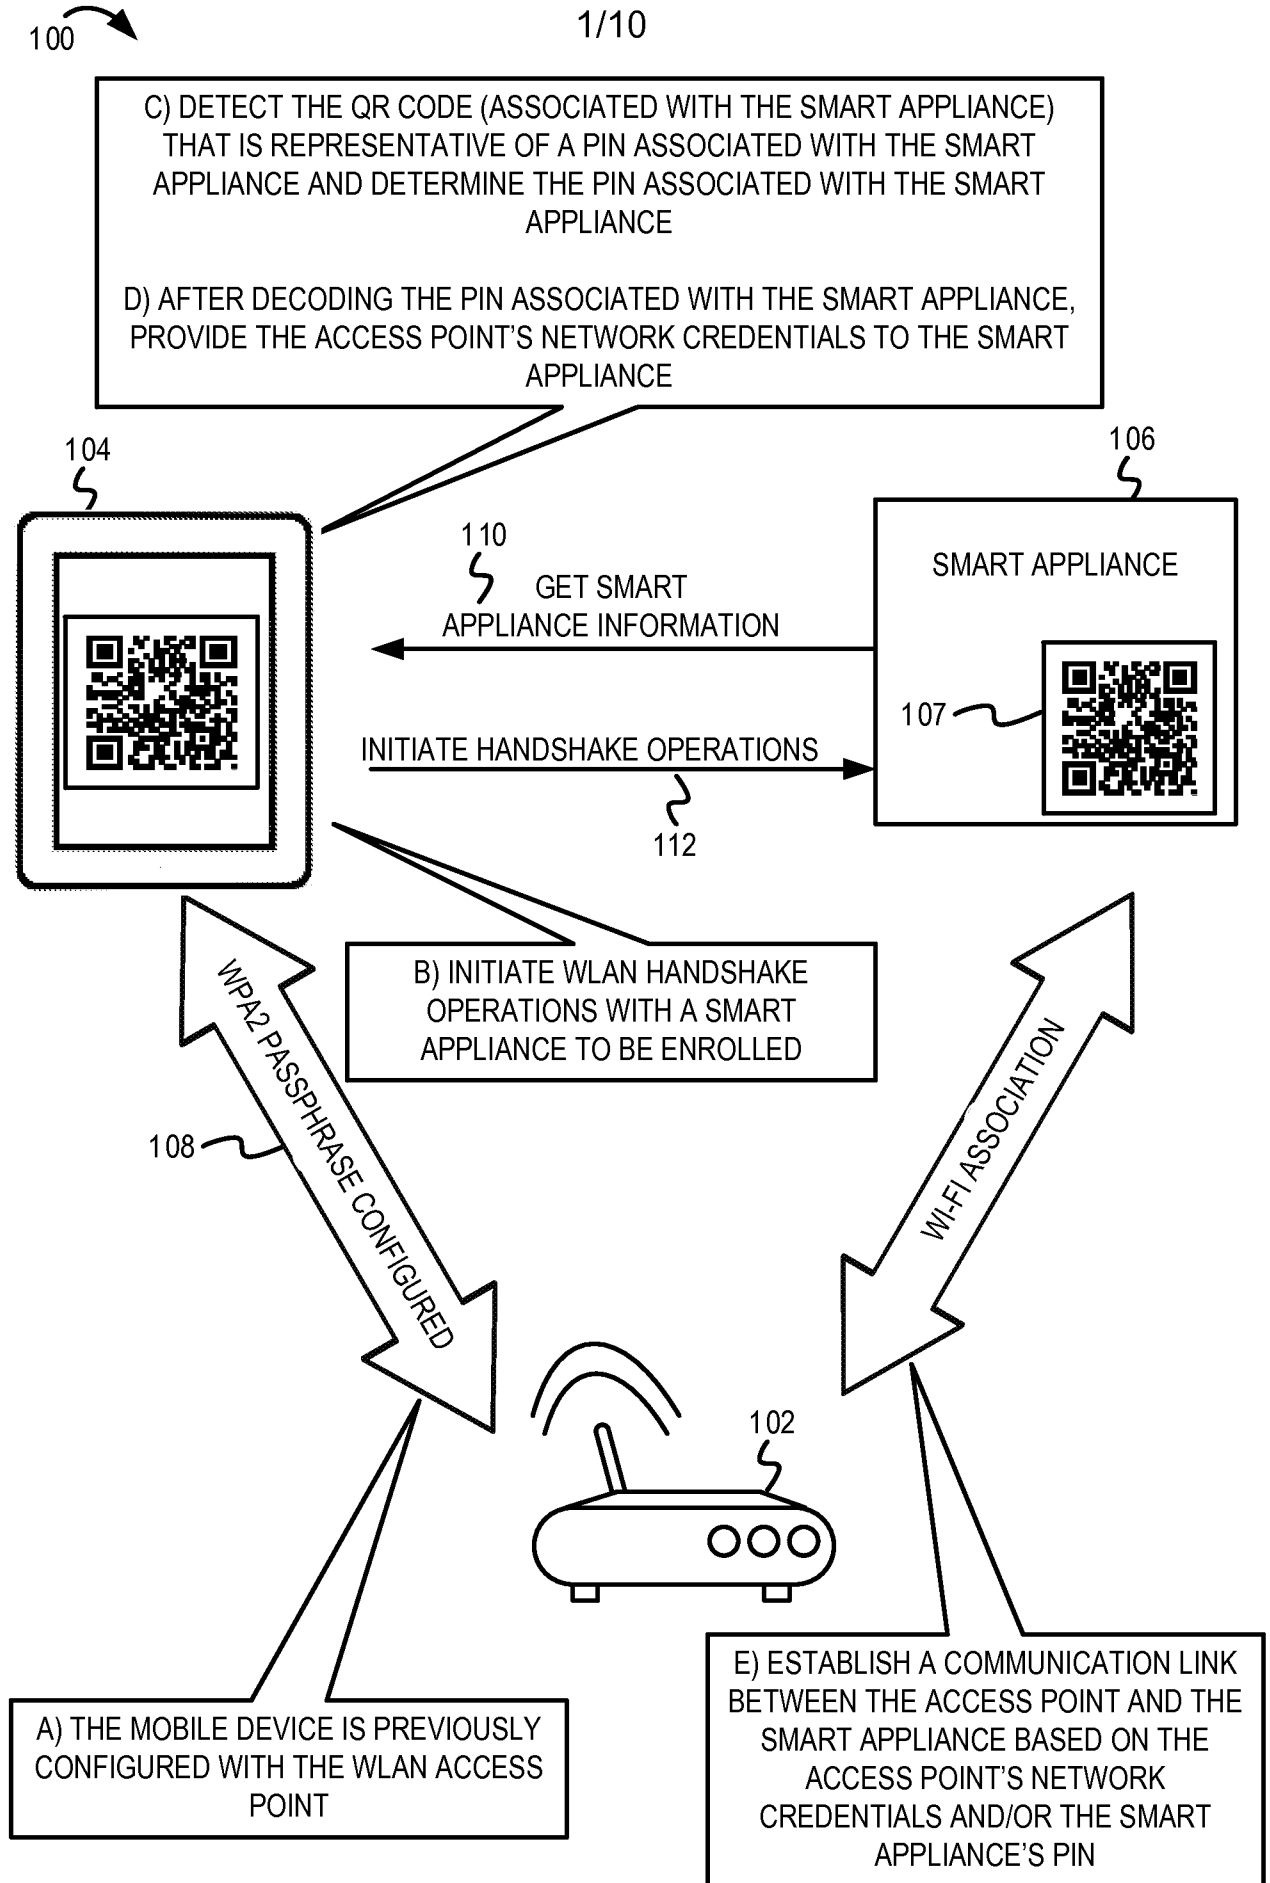 100
1/10
C) DETECT THE QR CODE (ASSOCIATED WITH THE SMART APPLIANCE)
THAT IS REPRESENTATIVE OF A PIN ASSOCIATED WITH THE SMART
APPLIANCE AND DETERMINE THE PIN ASSOCIATED WITH THE SMART
APPLIANCE
D) AFTER DECODING THE PIN ASSOCIATED WITH THE SMART APPLIANCE,
PROVIDE THE ACCESS POINT'S NETWORK CREDENTIALS TO THE SMART
APPLIANCE
104
106
110
GET SMART
APPLIANCE INFORMATION
SMART APPLIANCE
107
INITIATE HANDSHAKE OPERATIONS
112
B) INITIATE WLAN HANDSHAKE
OPERATIONS WITH A SMART
APPLIANCE TO BE ENROLLED
WPA2 PASSPHRASE CONFIGURED
108
WI-FI ASSOCIATION
102
A) THE MOBILE DEVICE IS PREVIOUSLY
CONFIGURED WITH THE WLAN ACCESS
POINT
E) ESTABLISH A COMMUNICATION LINK
BETWEEN THE ACCESS POINT AND THE
SMART APPLIANCE BASED ON THE
ACCESS POINT'S NETWORK
CREDENTIALS AND/OR THE SMART
APPLIANCE'S PIN